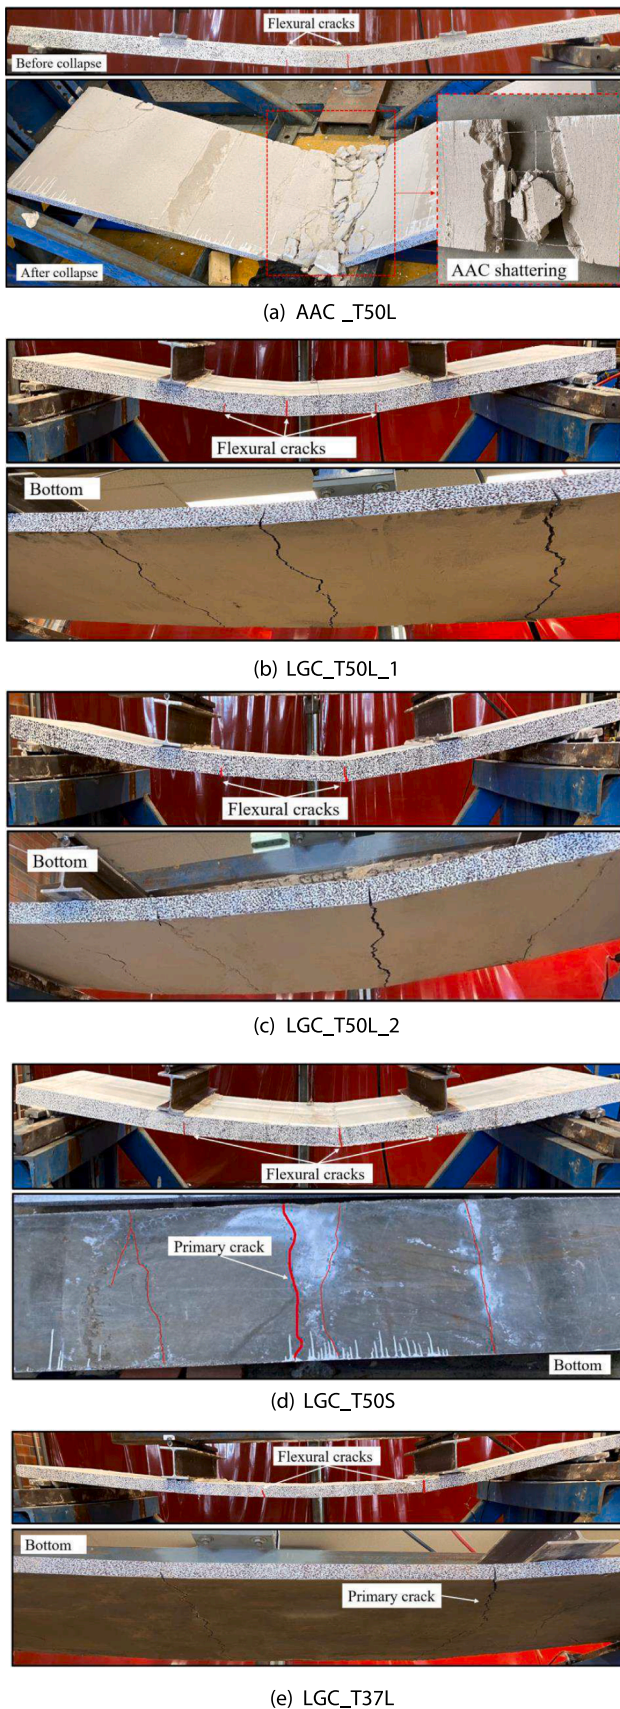 Flexural cracks
Before collapse
After collapse
AAC shattering
(a) AAC _T50L
Flexural cracks
Bottom
(b) LGC_T50L_1
Flexural cracks
Bottom
(c) LGC_T50L_2
Flexural cracks
Primary crack
Bottom
(d) LGC_T50S
Flexural cracks
Bottom
Primary crack
(e) LGC_T37L